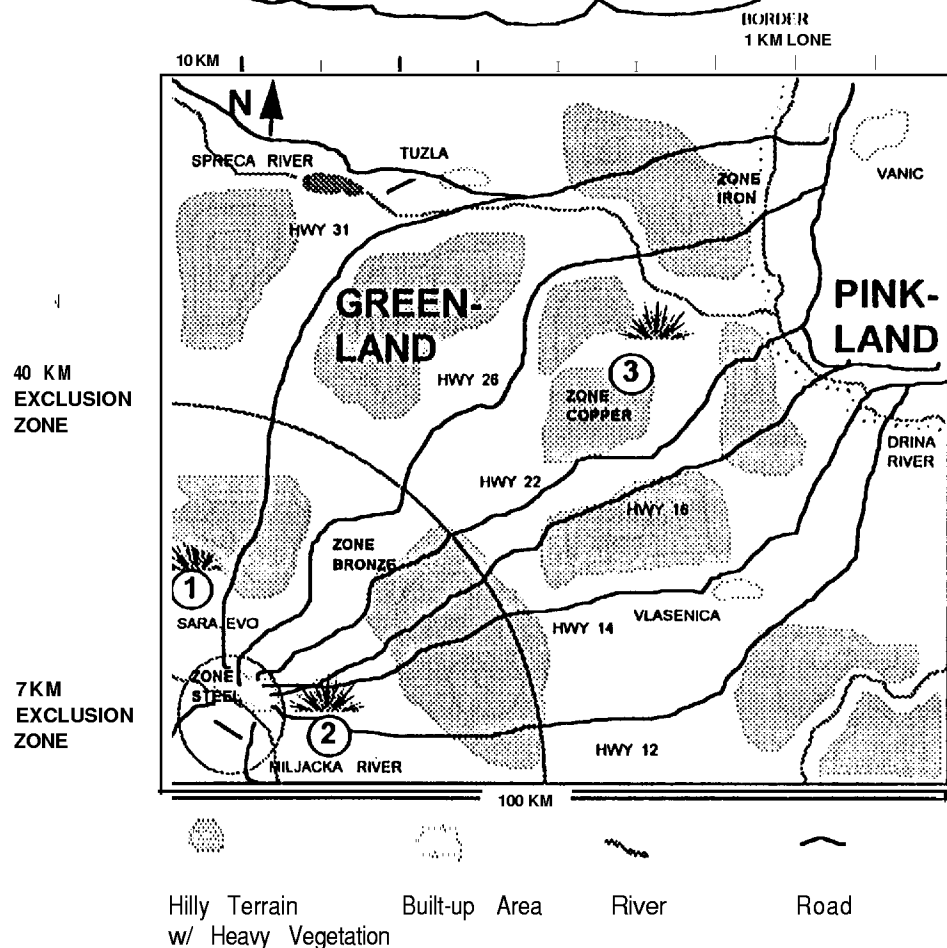 BORDER
1 KM LONE
10 KM
N
SPRECA RIVER
TUZLA
ZONE
IRON
VANIC
HWY 31
GREEN-
LAND
PINK-
LAND
HWY 26
3
ZONE
COPPER
40 KM
EXCLUSION
ZONE
DRINA
RIVER
HWY 22
HWY 16
ZONE
BRONZE
1
SARAJEVO
VLASENICA
HWY 14
ZONE
STEEL
7 KM
EXCLUSION
ZONE
2
HWY 12
MILJACKA RIVER
100 KM
Hilly Terrain
w/ Heavy Vegetation
Built-up Area
River
Road